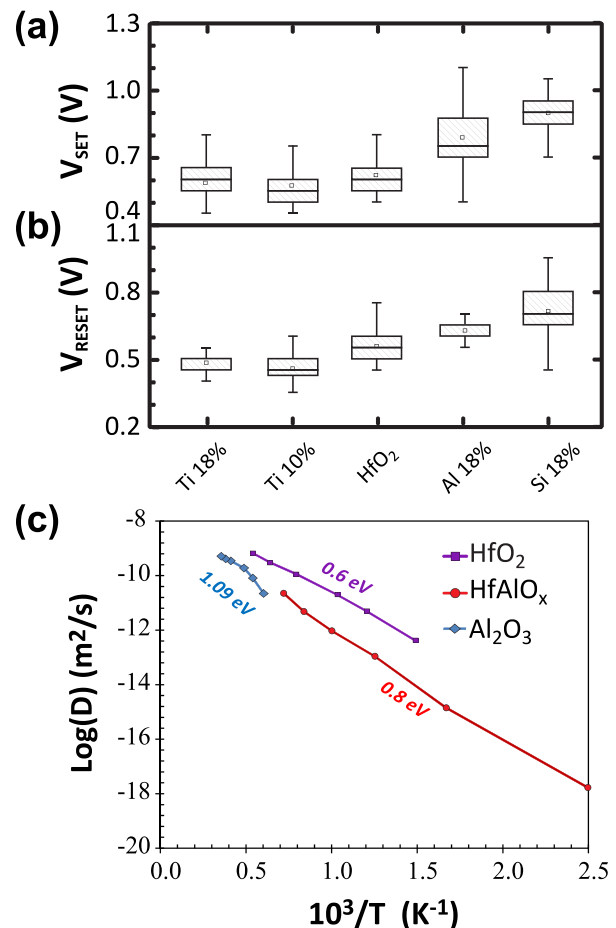 (a)
V_SET (V)
1.3
1.0
0.7
0.4
(b)
V_RESET (V)
1.1
0.8
0.5
0.2
Ti 18%
Ti 10%
HfO₂
Al 18%
Si 18%
(c)
Log(D) (m²/s)
-8
-10
-12
-14
-16
-18
-20
0.6 eV
1.09 eV
0.8 eV
HfO₂
HfAlOₓ
Al₂O₃
0.0 0.5 1.0 1.5 2.0 2.5
10³/T (K⁻¹)